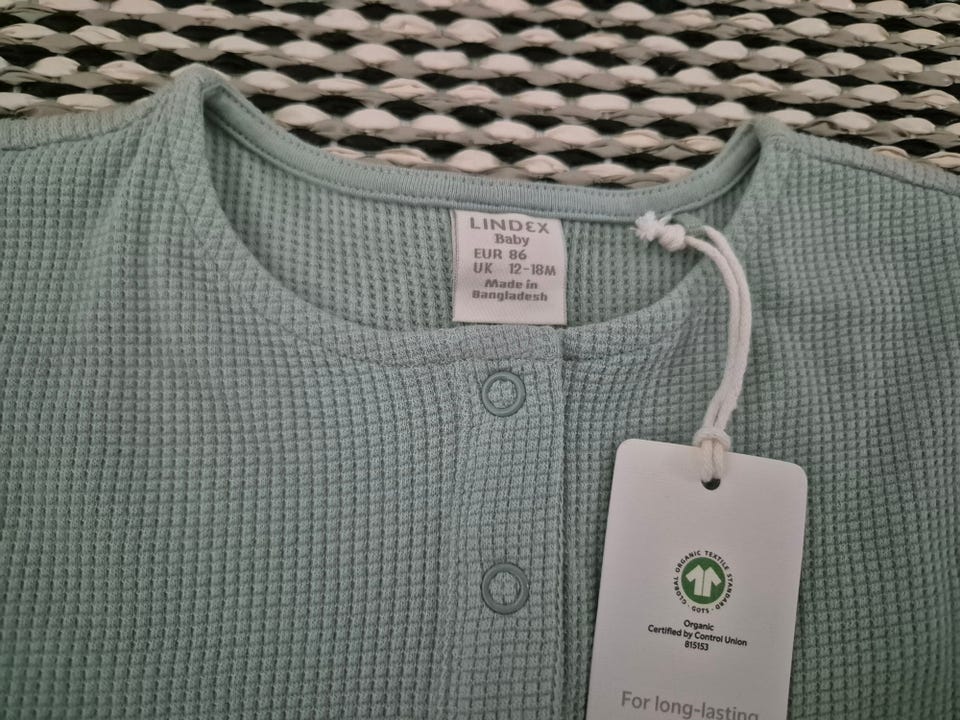 LINDEX
Baby
EUR 86
UK 12-18M
Made in
Bangladesh
GLOBAL ORGANIC TEXTILE STANDARD · GOTS ·
Organic
Certified by Control Union
815153
For long-lasting